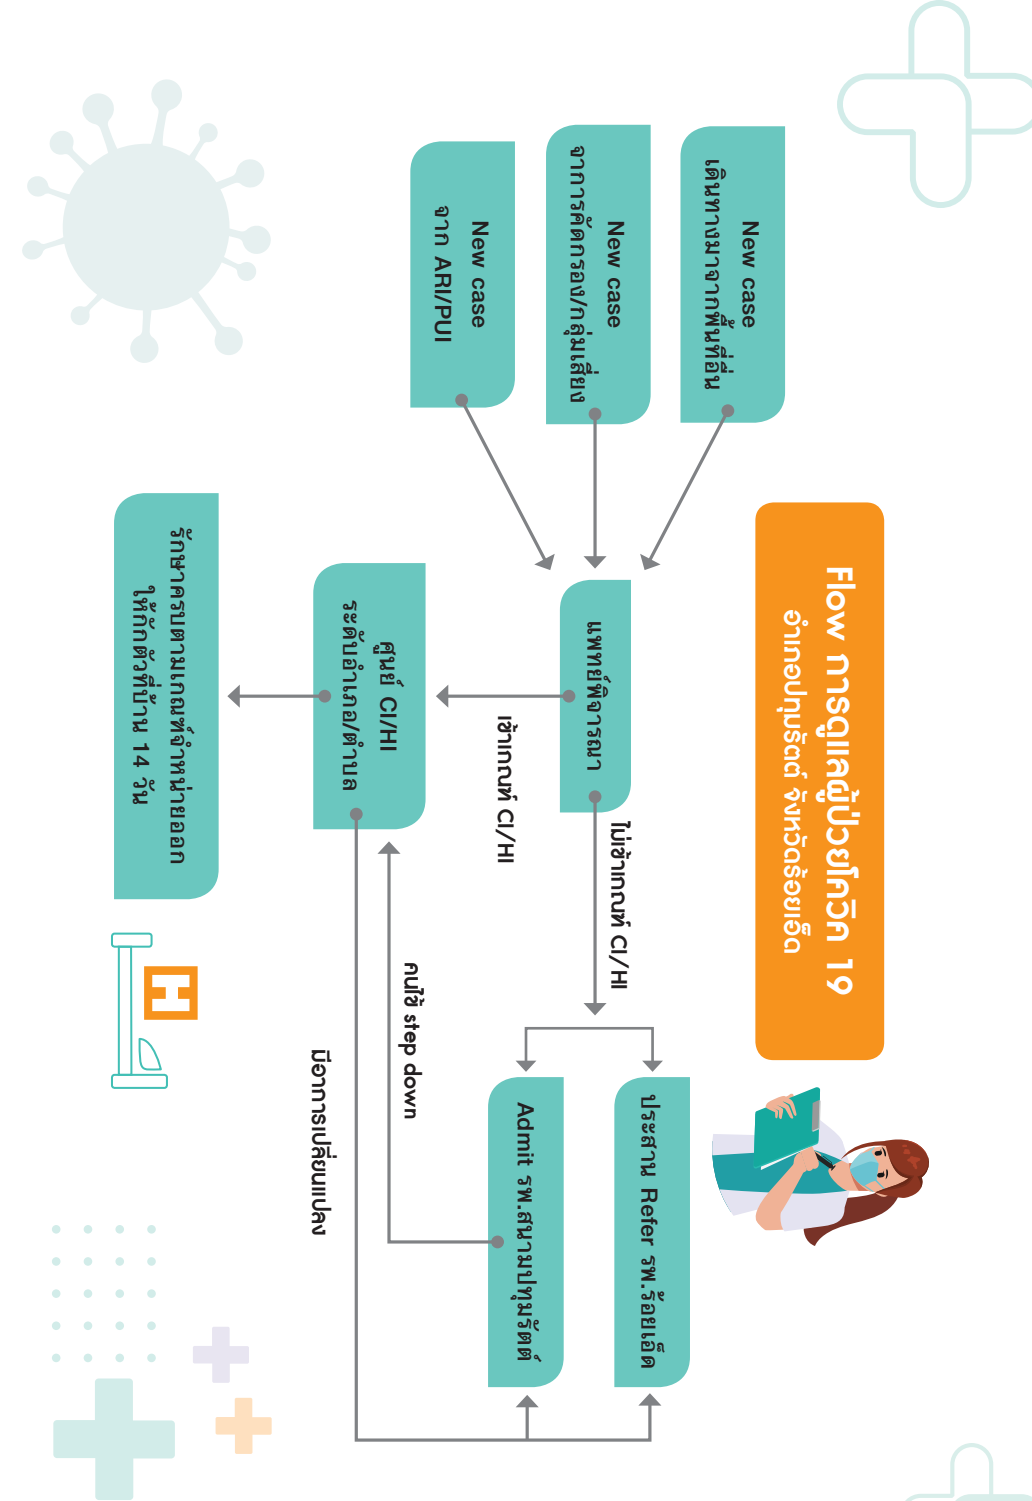 Flow การดูแลผู้ป่วยโควิค 19
อำเภอปทุมรัตต์ จังหวัดร้อยเอ็ด
New case
เดินทางมาจากพื้นที่อื่น
New case
จากการคัดกรอง/กลุ่มเสี่ยง
New case
จาก ARI/PUI
แพทย์พิจารณา
ไม่เข้าเกณฑ์ CI/HI
เข้าเกณฑ์ CI/HI
ประสาน Refer รพ.ร้อยเอ็ด
Admit รพ.สนามปทุมรัตต์
ศูนย์ CI/HI
ระดับอำเภอ/ตำบล
คนไข้ step down
มีอาการเปลี่ยนแปลง
รักษาครบตามเกณฑ์จำหน่ายออก
ให้กักตัวที่บ้าน 14 วัน
H